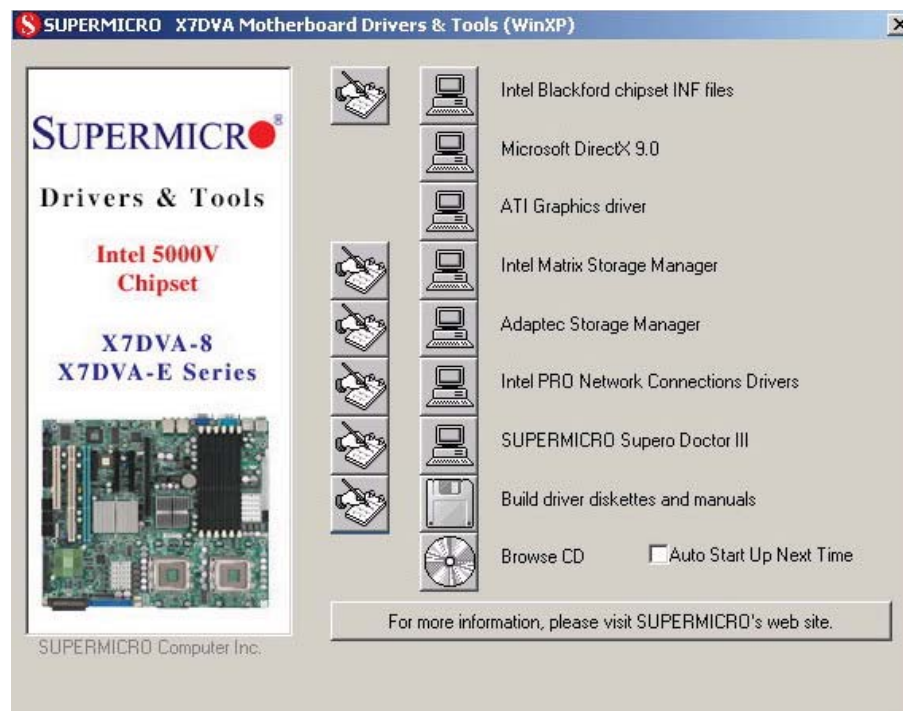 SUPERMICRO X7DVA Motherboard Drivers & Tools (WinXP)
SUPERMICRO®
Drivers & Tools
Intel 5000V
Chipset
X7DVA-8
X7DVA-E Series
SUPERMICRO Computer Inc.
Intel Blackford chipset INF files
Microsoft DirectX 9.0
ATI Graphics driver
Intel Matrix Storage Manager
Adaptec Storage Manager
Intel PRO Network Connections Drivers
SUPERMICRO Supero Doctor III
Build driver diskettes and manuals
Browse CD
Auto Start Up Next Time
For more information, please visit SUPERMICRO's web site.